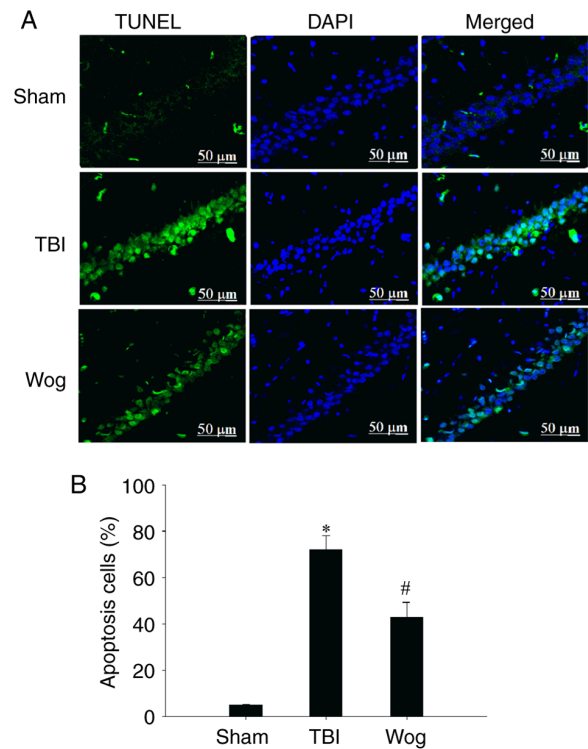 A
TUNEL DAPI Merged
Sham
50 µm 50 µm 50 µm
TBI
50 µm 50 µm 50 µm
Wog
50 µm 50 µm 50 µm
B
Apoptosis cells (%)
100
80
60
40
20
0
*
#
Sham TBI Wog